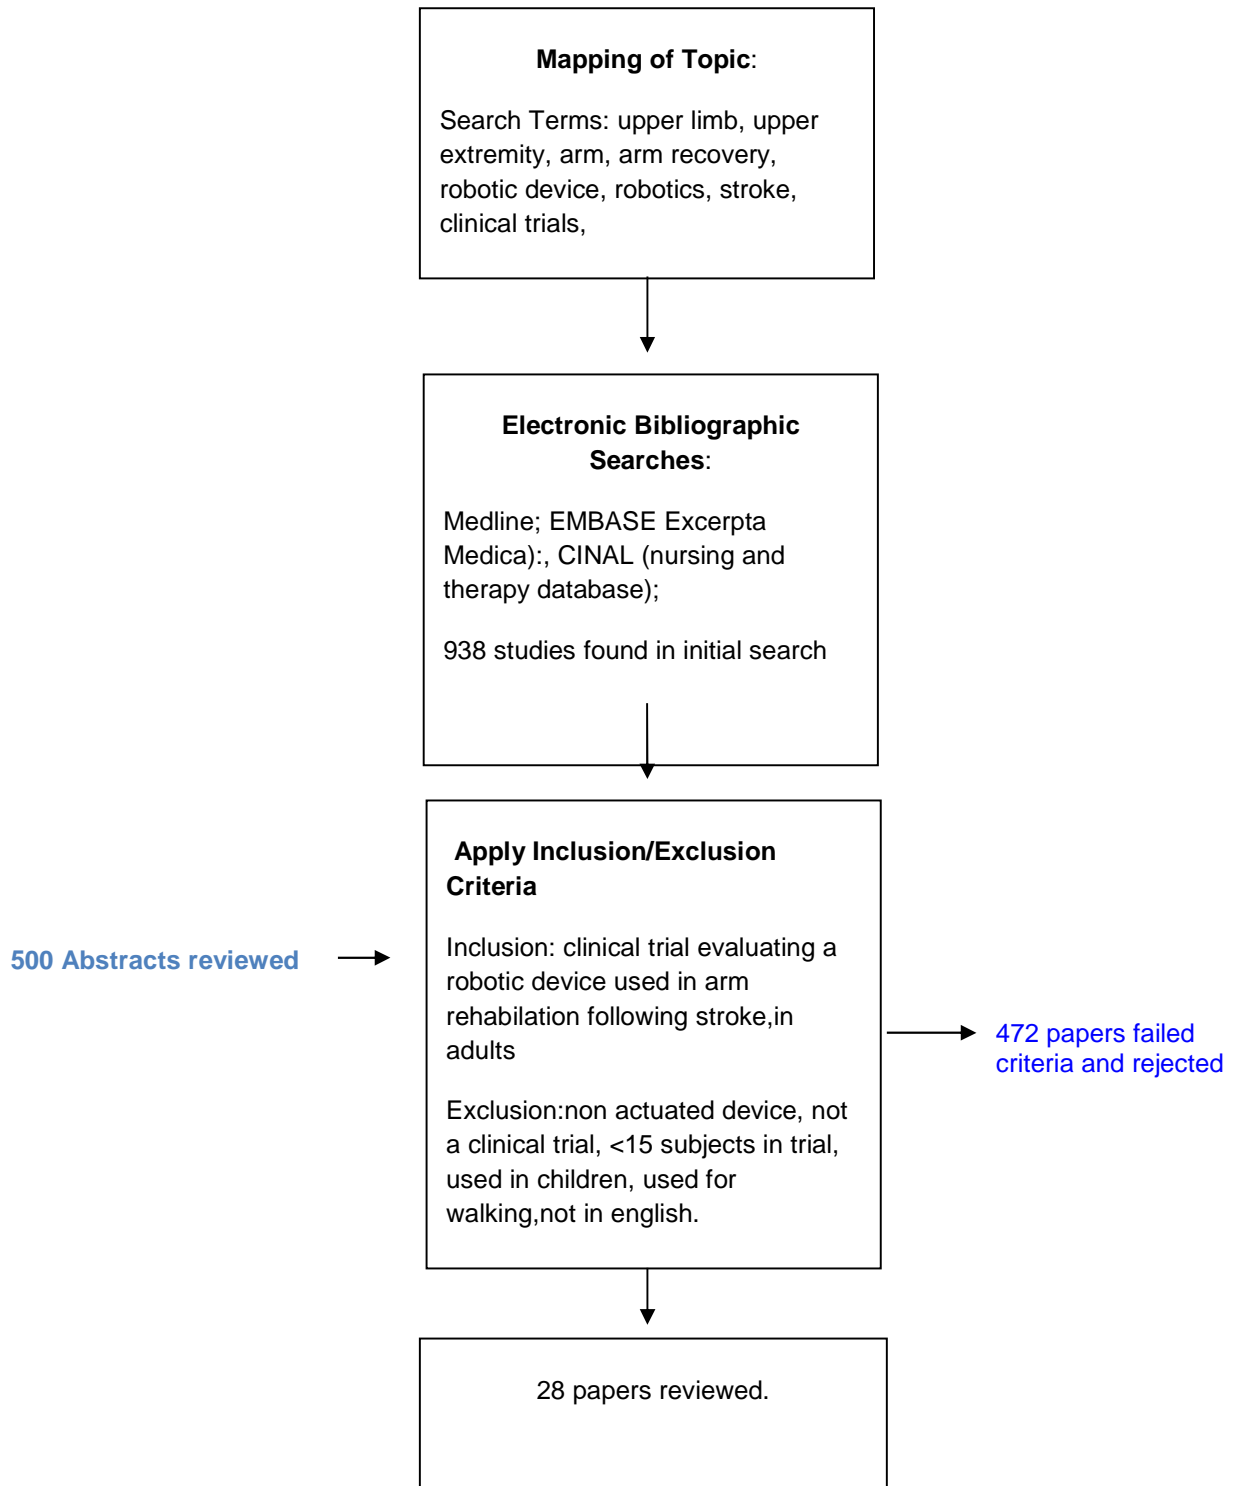 Mapping of Topic:
Search Terms: upper limb, upper
extremity, arm, arm recovery,
robotic device, robotics, stroke,
clinical trials,
Electronic Bibliographic
Searches:
Medline; EMBASE Excerpta
Medica):, CINAL (nursing and
therapy database);
938 studies found in initial search
Apply Inclusion/Exclusion
Criteria
Inclusion: clinical trial evaluating a
robotic device used in arm
rehabilation following stroke,in
adults
Exclusion:non actuated device, not
a clinical trial, <15 subjects in trial,
used in children, used for
walking,not in english.
500 Abstracts reviewed
472 papers failed
criteria and rejected
28 papers reviewed.